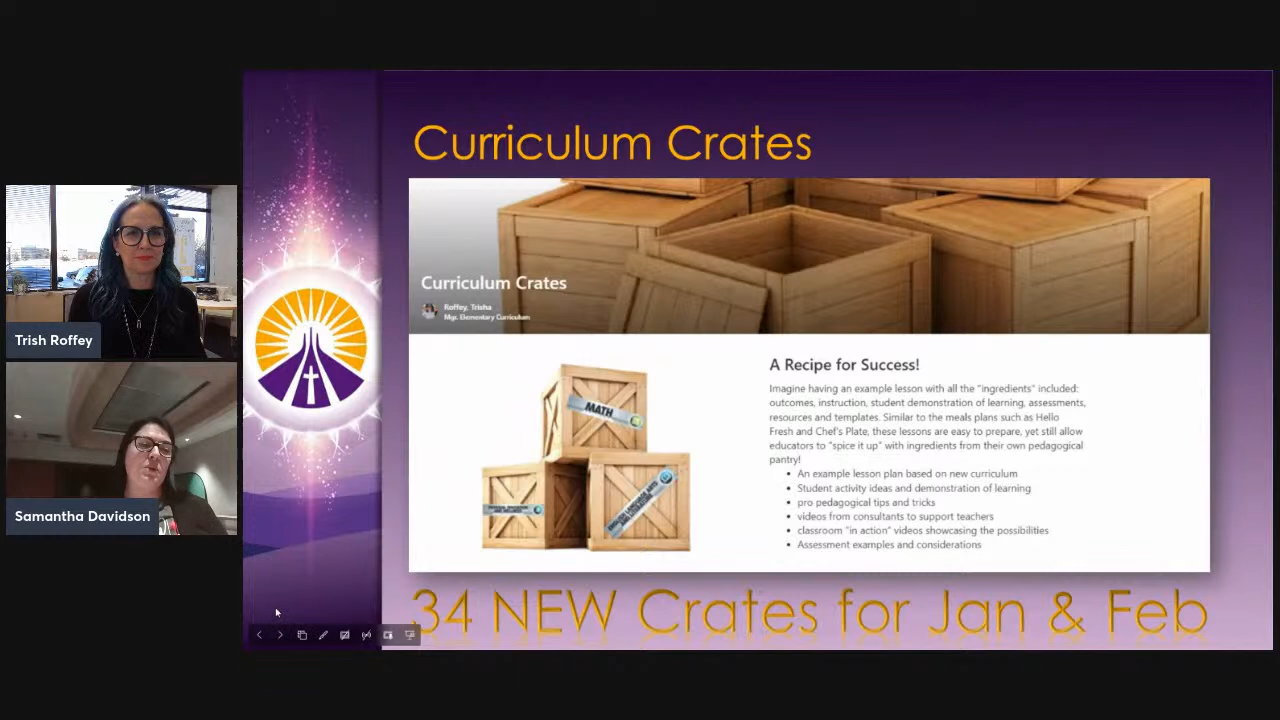 Curriculum Crates
Curriculum Crates
Roffey, Trisha
Mgr. Elementary Curriculum
Trish Roffey
A Recipe for Success!
Imagine having an example lesson with all the "ingredients" included:
outcomes, instruction, student demonstration of learning, assessments,
resources and templates. Similar to the meals plans such as Hello
Fresh and Chef's Plate, these lessons are easy to prepare, yet still allow
educators to "spice it up" with ingredients from their own pedagogical
pantry!
• An example lesson plan based on new curriculum
• Student activity ideas and demonstration of learning
• pro pedagogical tips and tricks
• videos from consultants to support teachers
• classroom "in action" videos showcasing the possibilities
• Assessment examples and considerations
MATH
ENGLISH LANGUAGE ARTS
AND LITERATURE
Samantha Davidson
34 NEW Crates for Jan & Feb